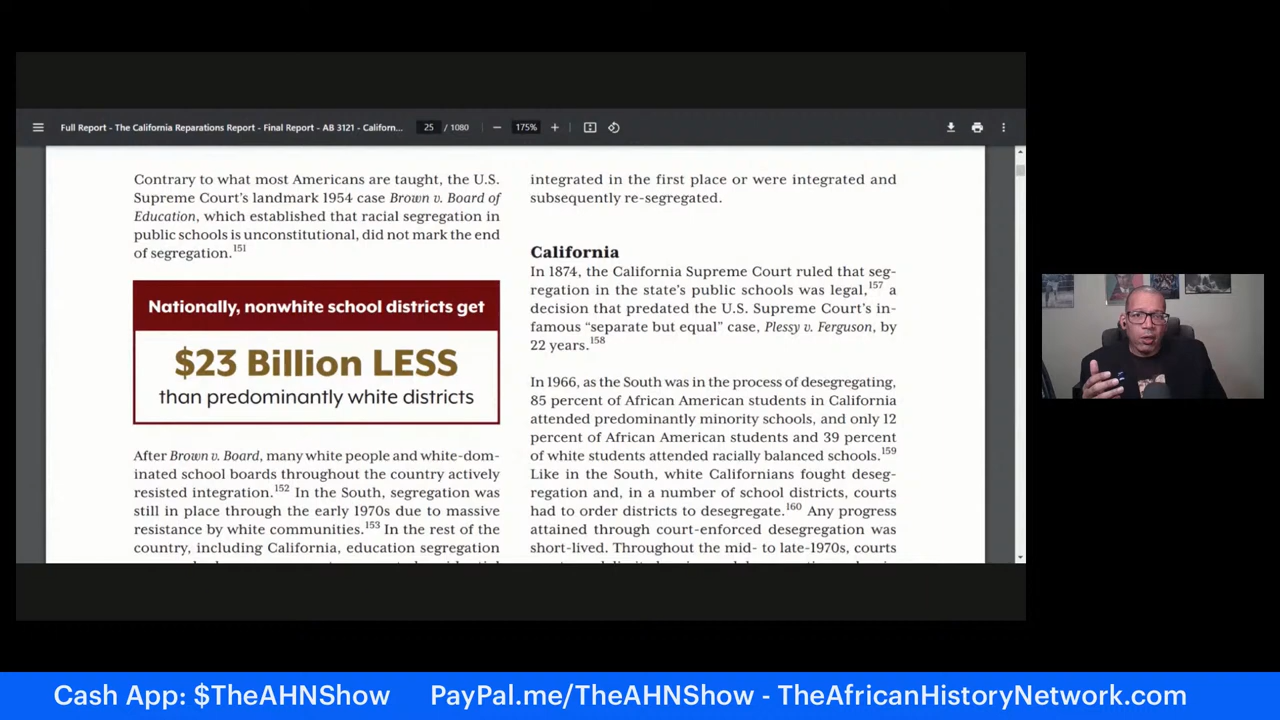 Full Report - The California Reparations Report - Final Report - AB 3121 - Californ...
25 / 1080
175%
Contrary to what most Americans are taught, the U.S.
Supreme Court's landmark 1954 case Brown v. Board of
Education, which established that racial segregation in
public schools is unconstitutional, did not mark the end
of segregation.151
Nationally, nonwhite school districts get
$23 Billion LESS
than predominantly white districts
After Brown v. Board, many white people and white-dom-
inated school boards throughout the country actively
resisted integration.152 In the South, segregation was
still in place through the early 1970s due to massive
resistance by white communities.153 In the rest of the
country, including California, education segregation
integrated in the first place or were integrated and
subsequently re-segregated.
California
In 1874, the California Supreme Court ruled that seg-
regation in the state's public schools was legal,157 a
decision that predated the U.S. Supreme Court's in-
famous "separate but equal" case, Plessy v. Ferguson, by
22 years.158
In 1966, as the South was in the process of desegregating,
85 percent of African American students in California
attended predominantly minority schools, and only 12
percent of African American students and 39 percent
of white students attended racially balanced schools.159
Like in the South, white Californians fought deseg-
regation and, in a number of school districts, courts
had to order districts to desegregate.160 Any progress
attained through court-enforced desegregation was
short-lived. Throughout the mid- to late-1970s, courts
Cash App: $TheAHNShow PayPal.me/TheAHNShow - TheAfricanHistoryNetwork.com